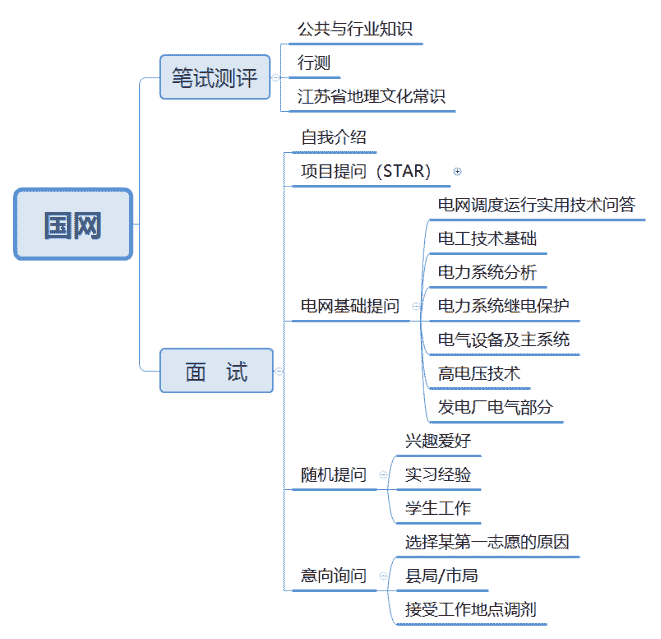 国网
笔试测评
公共与行业知识
行测
江苏省地理文化常识
面 试
自我介绍
项目提问（STAR）
电网基础提问
电网调度运行实用技术问答
电工技术基础
电力系统分析
电力系统继电保护
电气设备及主系统
高电压技术
发电厂电气部分
随机提问
兴趣爱好
实习经验
学生工作
意向询问
选择某第一志愿的原因
县局/市局
接受工作地点调剂